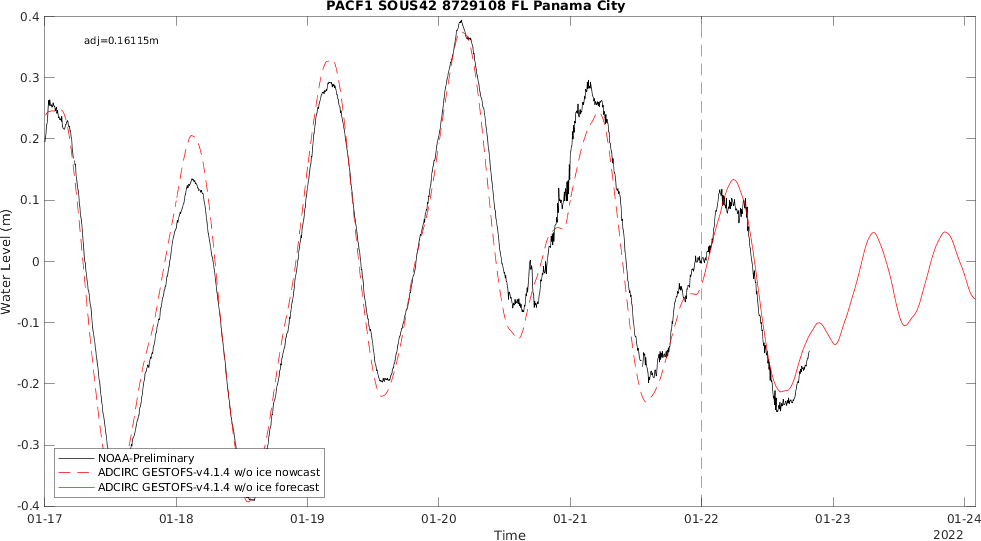 PACF1 SOUS42 8729108 FL Panama City
adj=0.16115m
0.4
0.3
0.2
0.1
0
-0.1
-0.2
-0.3
-0.4
Water Level (m)
NOAA-Preliminary
ADCIRC GESTOFS-v4.1.4 w/o ice nowcast
ADCIRC GESTOFS-v4.1.4 w/o ice forecast
01-17 01-18 01-19 01-20 01-21 01-22 01-23 01-24
Time
2022